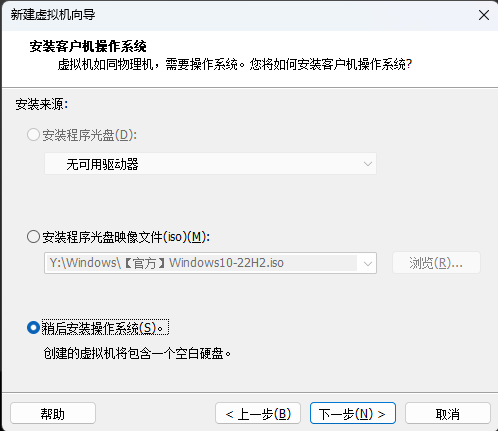 新建虚拟机向导
安装客户机操作系统
虚拟机如同物理机，需要操作系统。您将如何安装客户机操作系统?
安装来源:
安装程序光盘(D):
无可用驱动器
安装程序光盘映像文件(iso)(M):
Y:\Windows\【官方】Windows10-22H2.iso
浏览(R)...
稍后安装操作系统(S)。
创建的虚拟机将包含一个空白硬盘。
帮助
< 上一步(B)
下一步(N) >
取消